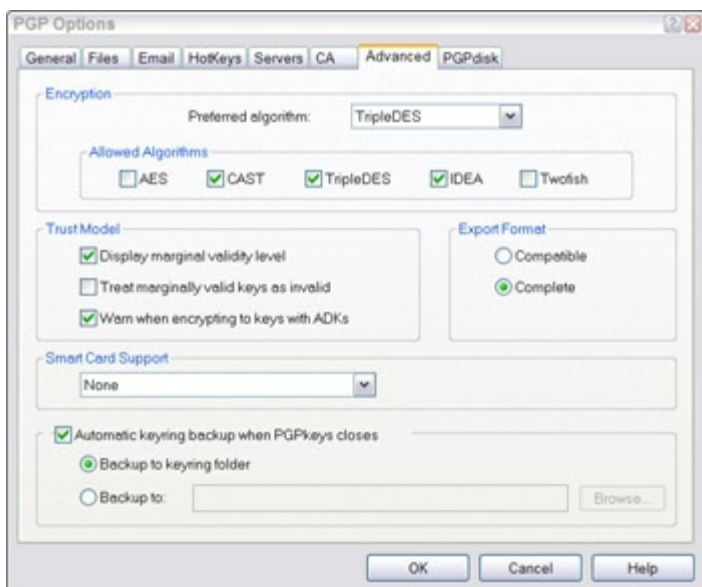 PGP Options
General Files Email HotKeys Servers CA Advanced PGPdisk
Encryption
Preferred algorithm: TripleDES
Allowed Algorithms
AES CAST TripleDES IDEA Twofish
Trust Model
Display marginal validity level
Treat marginally valid keys as invalid
Warn when encrypting to keys with ADKs
Export Format
Compatible
Complete
Smart Card Support
None
Automatic keyring backup when PGPkeys closes
Backup to keyring folder
Backup to: Browse...
OK Cancel Help